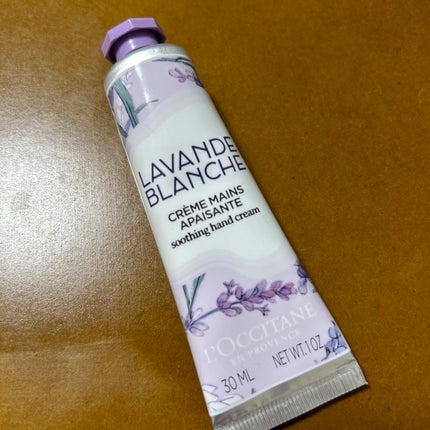 LAVANDE
BLANCHE
CRÈME MAINS
APAISANTE
soothing hand cream
L'OCCITANE
EN PROVENCE
30 ML NET WT. 1 OZ